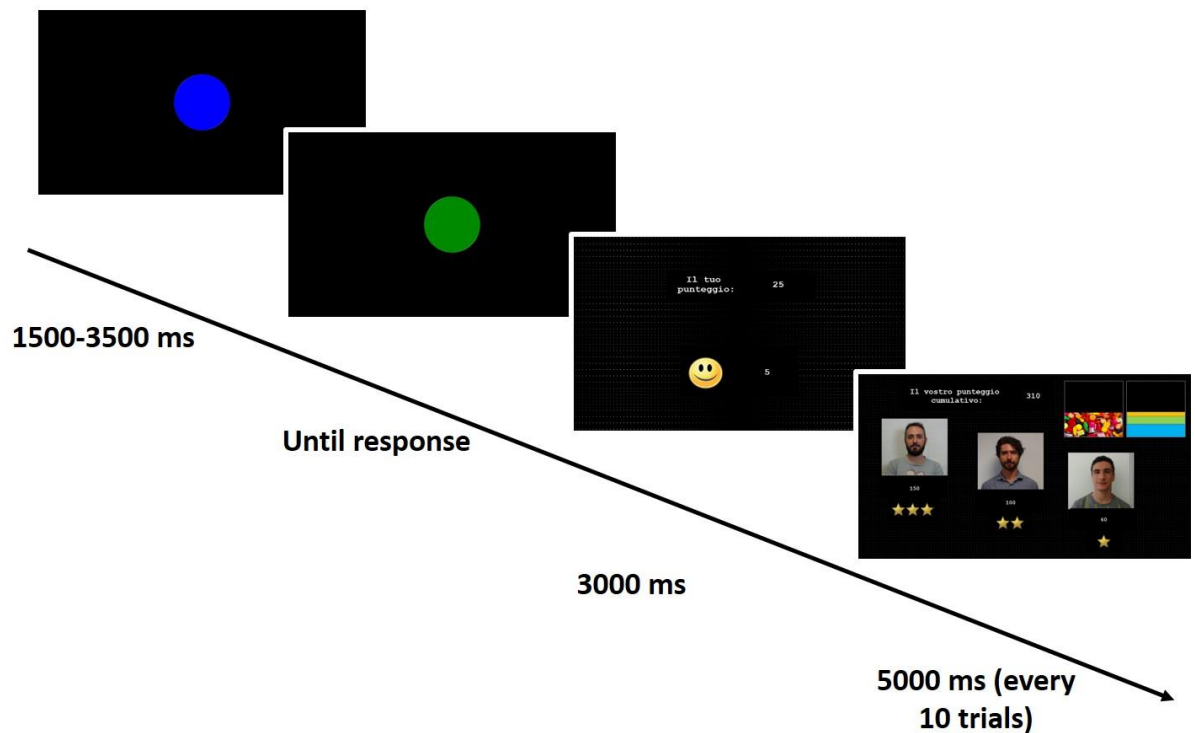 1500-3500 ms
Until response
Il tuo
punteggio:
25
5
3000 ms
Il vostro punteggio
cumulativo:
310
150
100
60
5000 ms (every
10 trials)